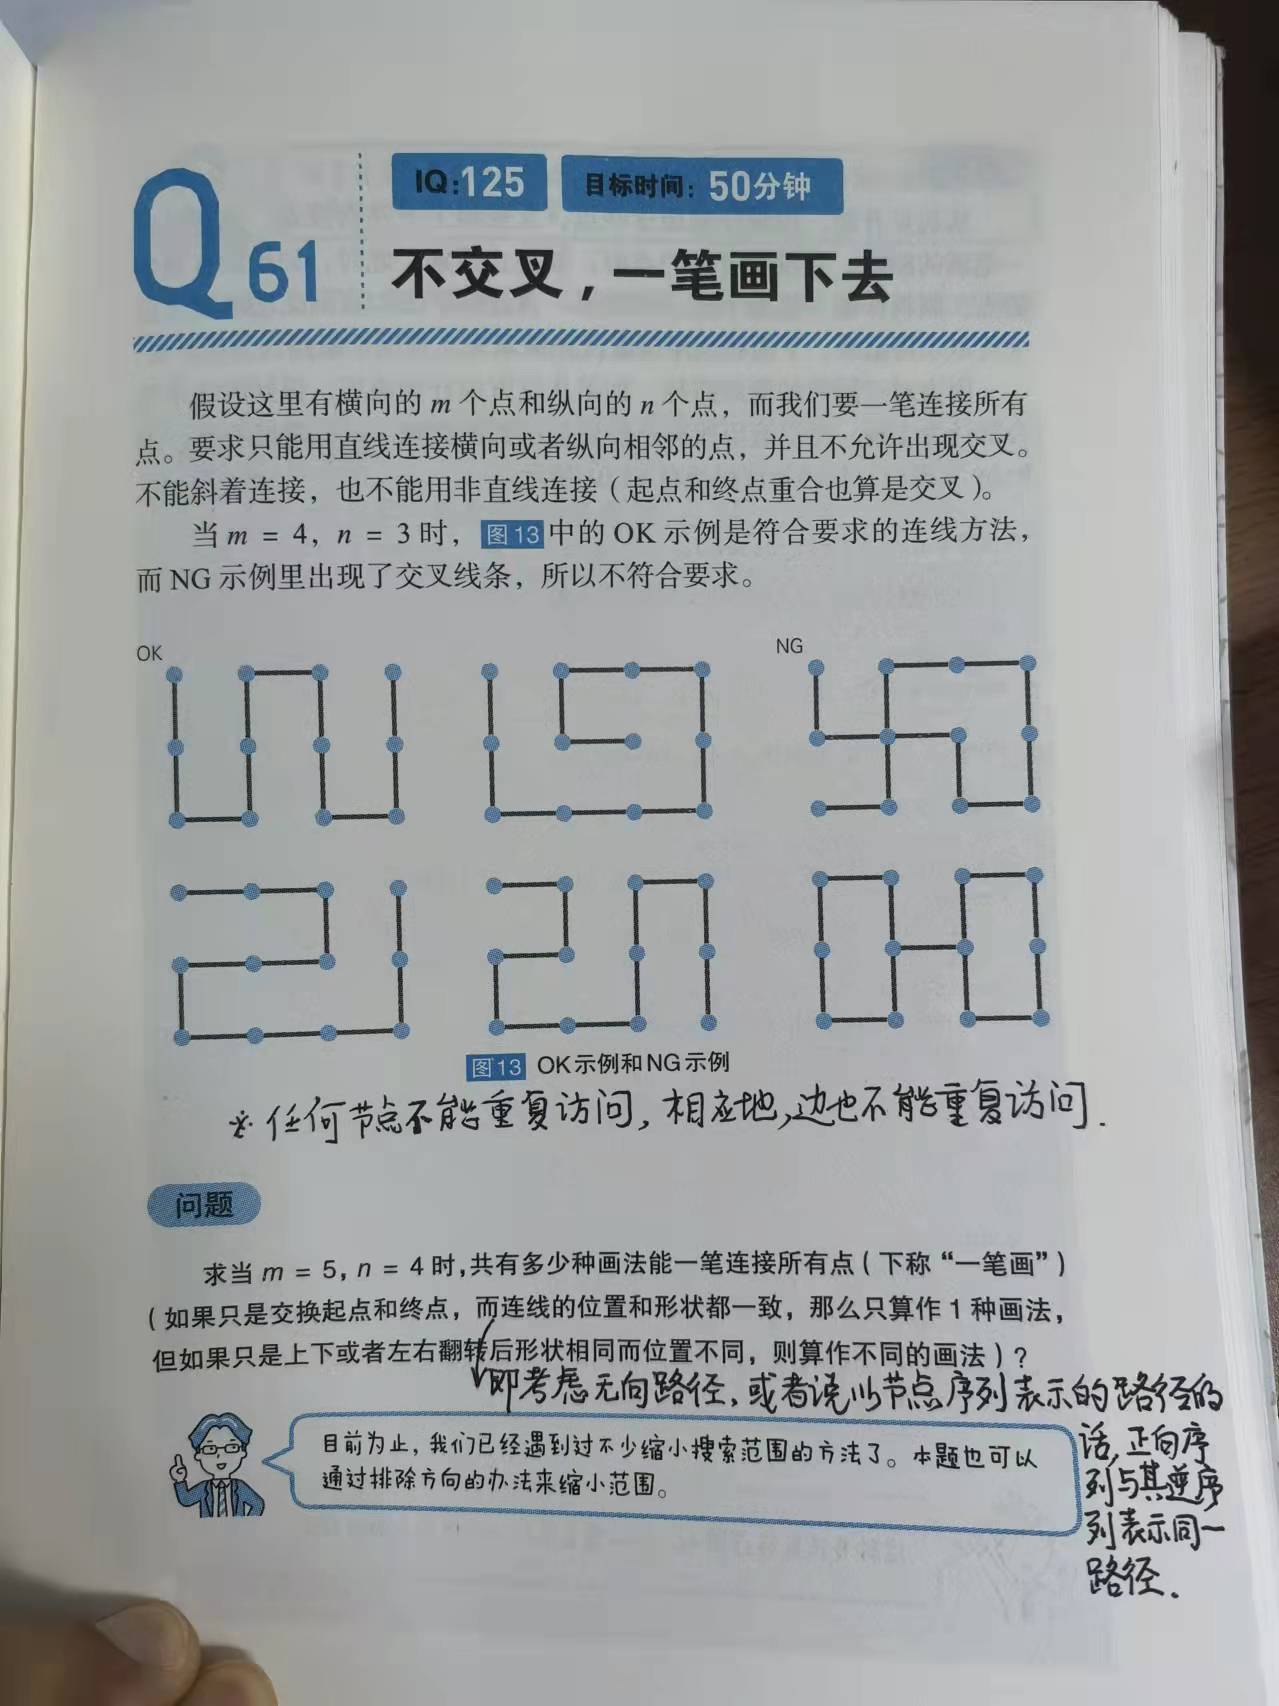 IQ:125 目标时间：50分钟
Q61 不交叉，一笔画下去
假设这里有横向的 m 个点和纵向的 n 个点，而我们要一笔连接所有
点。要求只能用直线连接横向或者纵向相邻的点，并且不允许出现交叉。
不能斜着连接，也不能用非直线连接（起点和终点重合也算是交叉）。
当 m = 4，n = 3 时，图13中的 OK 示例是符合要求的连线方法，
而 NG 示例里出现了交叉线条，所以不符合要求。
OK
NG
图13 OK示例和NG示例
※ 任何节点不能重复访问，相应地，边也不能重复访问.
问题
求当 m = 5，n = 4 时，共有多少种画法能一笔连接所有点（下称“一笔画”）
（如果只是交换起点和终点，而连线的位置和形状都一致，那么只算作 1 种画法，
但如果只是上下或者左右翻转后形状相同而位置不同，则算作不同的画法）？
即考虑无向路径，或者说以节点序列表示的路径的
话，正向序
列与其逆序
列表示同一
路径．
目前为止，我们已经遇到过不少缩小搜索范围的方法了。本题也可以
通过排除方向的办法来缩小范围。